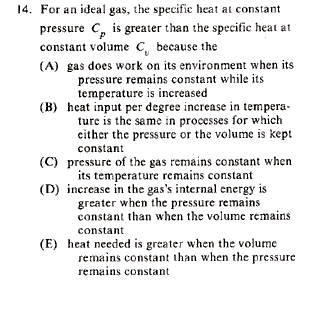 14. For an ideal gas, the specific heat at constant
pressure C_p is greater than the specific heat at
constant volume C_v because the
(A) gas does work on its environment when its
pressure remains constant while its
temperature is increased
(B) heat input per degree increase in tempera-
ture is the same in processes for which
either the pressure or the volume is kept
constant
(C) pressure of the gas remains constant when
its temperature remains constant
(D) increase in the gas's internal energy is
greater when the pressure remains
constant than when the volume remains
constant
(E) heat needed is greater when the volume
remains constant than when the pressure
remains constant